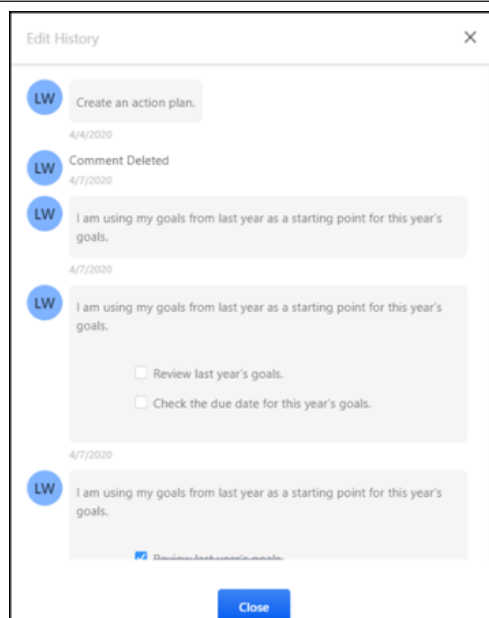 Edit History
LW
Create an action plan.
4/4/2020
LW
Comment Deleted
4/7/2020
LW
I am using my goals from last year as a starting point for this year's
goals.
4/7/2020
LW
I am using my goals from last year as a starting point for this year's
goals.
Review last year's goals.
Check the due date for this year's goals.
4/7/2020
LW
I am using my goals from last year as a starting point for this year's
goals.
Review last year's goals.
Close